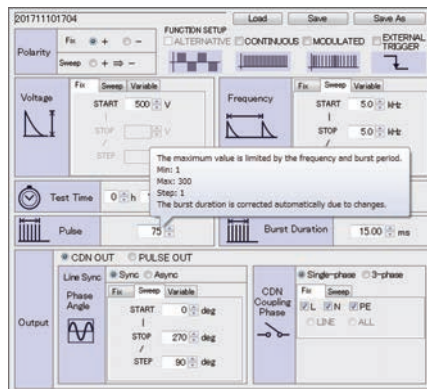 201711101704
Load Save Save As
Polarity
Fix + -
Sweep + ⇒ -
FUNCTION SETUP
ALTERNATIVE CONTINUOUS MODULATED EXTERNAL TRIGGER
Voltage
Fix Sweep Variable
START 500 V
STOP V
STEP
Frequency
Fix Sweep Variable
START 5.0 kHz
STOP 5.0 kHz
The maximum value is limited by the frequency and burst period.
Min: 1
Max: 300
Step: 1
The burst duration is corrected automatically due to changes.
Test Time 0 h
Pulse 75
Burst Duration 15.00 ms
Output
CDN OUT PULSE OUT
Line Sync Sync Async
Phase Angle
Fix Sweep Variable
START 0 deg
STOP 270 deg
STEP 90 deg
CDN Coupling Phase
Single-phase 3-phase
Fix Sweep
L N PE
LINE ALL